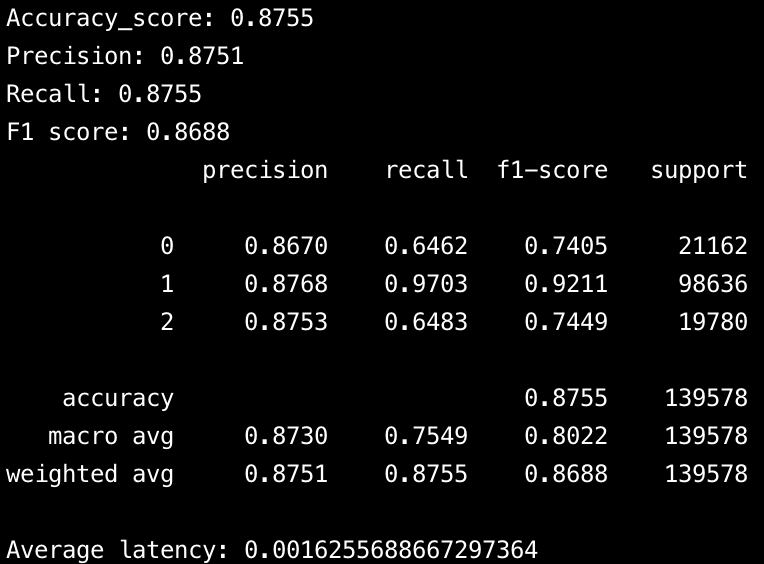 Accuracy_score: 0.8755
Precision: 0.8751
Recall: 0.8755
F1 score: 0.8688
precision recall f1-score support
0 0.8670 0.6462 0.7405 21162
1 0.8768 0.9703 0.9211 98636
2 0.8753 0.6483 0.7449 19780
accuracy 0.8755 139578
macro avg 0.8730 0.7549 0.8022 139578
weighted avg 0.8751 0.8755 0.8688 139578
Average latency: 0.0016255688667297364